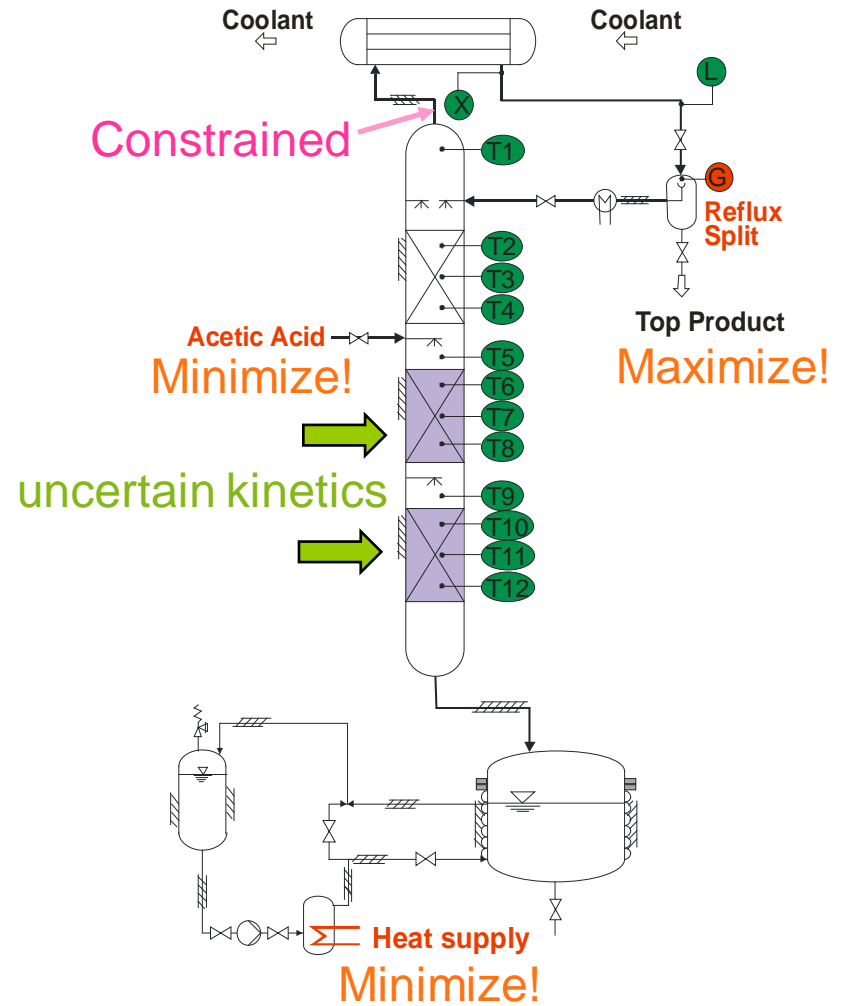 Coolant
Coolant
L
X
Constrained
T1
G
Reflux
Split
T2
T3
T4
Top Product
Maximize!
Acetic Acid
Minimize!
T5
T6
T7
T8
uncertain kinetics
T9
T10
T11
T12
Heat supply
Minimize!